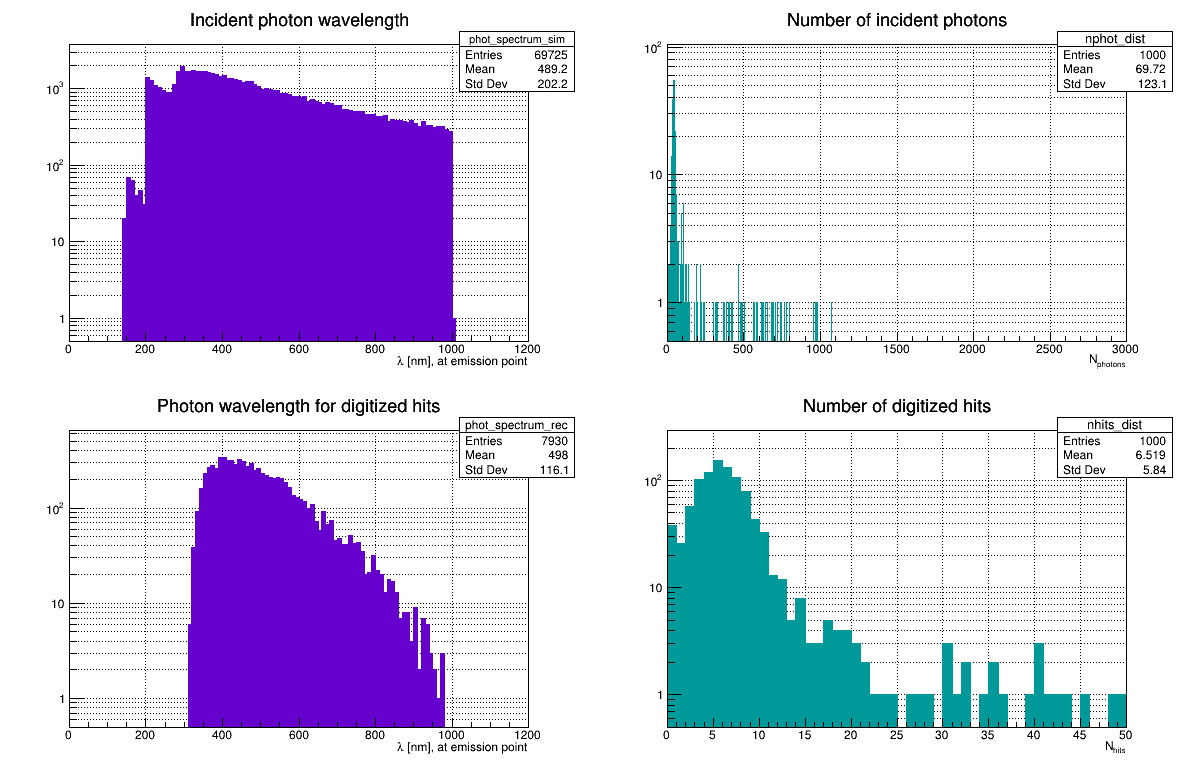 Incident photon wavelength
phot_spectrum_sim
Entries 69725
Mean 489.2
Std Dev 202.2
10³
10²
10
1
0 200 400 600 800 1000 1200
λ [nm], at emission point
Number of incident photons
nphot_dist
Entries 1000
Mean 69.72
Std Dev 123.1
10²
10
1
0 500 1000 1500 2000 2500 3000
Nphotons
Photon wavelength for digitized hits
phot_spectrum_rec
Entries 7930
Mean 498
Std Dev 116.1
10²
10
1
0 200 400 600 800 1000 1200
λ [nm], at emission point
Number of digitized hits
nhits_dist
Entries 1000
Mean 6.519
Std Dev 5.84
10²
10
1
0 5 10 15 20 25 30 35 40 45 50
Nhits